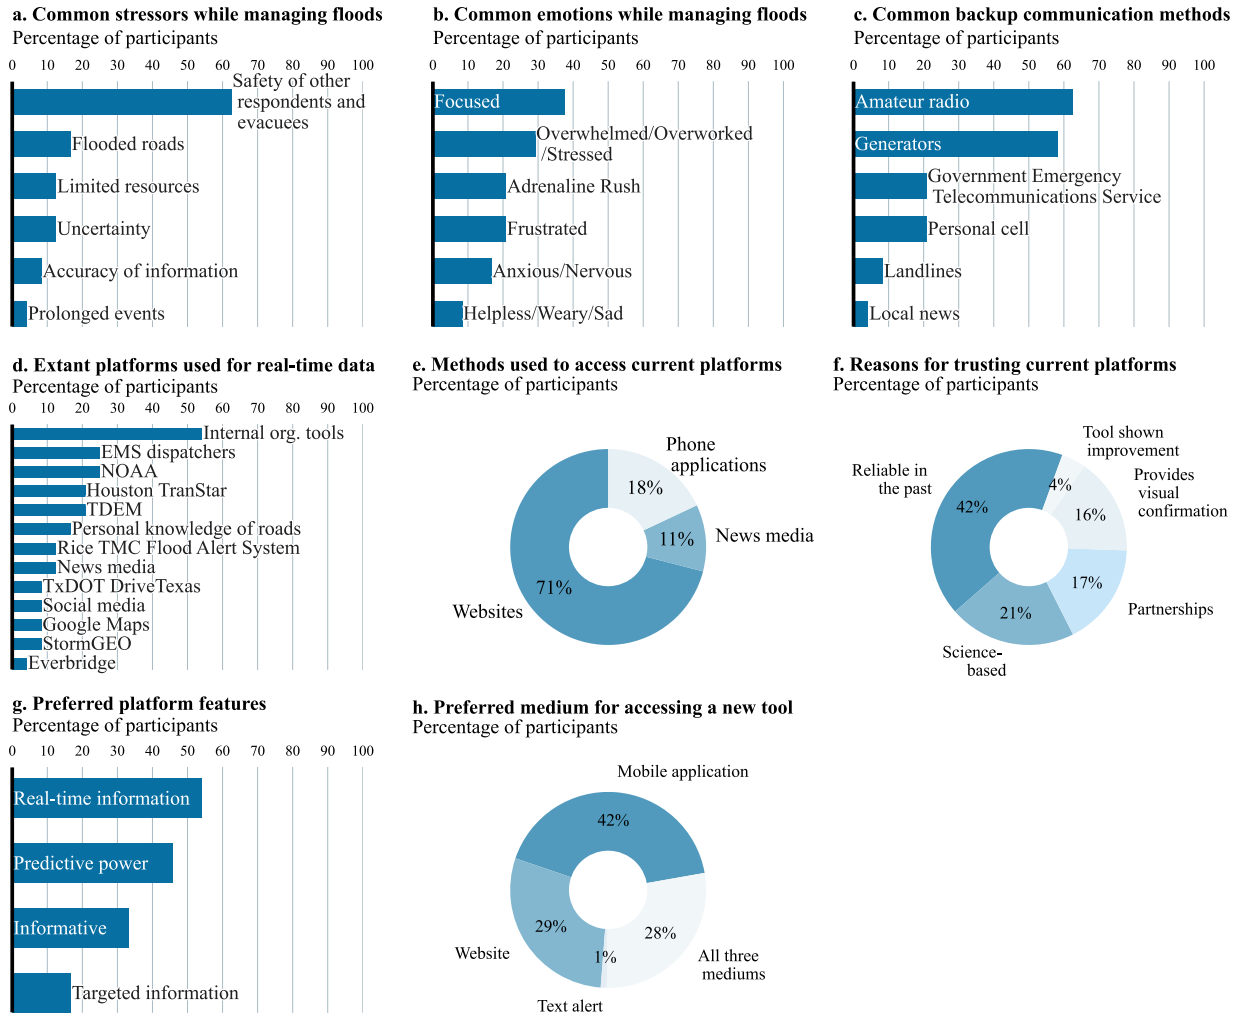 a. Common stressors while managing floods
Percentage of participants
0 10 20 30 40 50 60 70 80 90 100
Safety of other
respondents and
evacuees
Flooded roads
Limited resources
Uncertainty
Accuracy of information
Prolonged events
b. Common emotions while managing floods
Percentage of participants
0 10 20 30 40 50 60 70 80 90 100
Focused
Overwhelmed/Overworked
/Stressed
Adrenaline Rush
Frustrated
Anxious/Nervous
Helpless/Weary/Sad
c. Common backup communication methods
Percentage of participants
0 10 20 30 40 50 60 70 80 90 100
Amateur radio
Generators
Government Emergency
Telecommunications Service
Personal cell
Landlines
Local news
d. Extant platforms used for real-time data
Percentage of participants
0 10 20 30 40 50 60 70 80 90 100
Internal org. tools
EMS dispatchers
NOAA
Houston TranStar
TDEM
Personal knowledge of roads
Rice TMC Flood Alert System
News media
TxDOT DriveTexas
Social media
Google Maps
StormGEO
Everbridge
e. Methods used to access current platforms
Percentage of participants
Phone
applications
18%
11%
News media
71%
Websites
f. Reasons for trusting current platforms
Percentage of participants
Tool shown
improvement
4%
Provides
visual
confirmation
16%
Reliable in
the past
42%
17%
Partnerships
21%
Science-
based
g. Preferred platform features
Percentage of participants
0 10 20 30 40 50 60 70 80 90 100
Real-time information
Predictive power
Informative
Targeted information
h. Preferred medium for accessing a new tool
Percentage of participants
Mobile application
42%
29%
Website
1%
Text alert
28%
All three
mediums